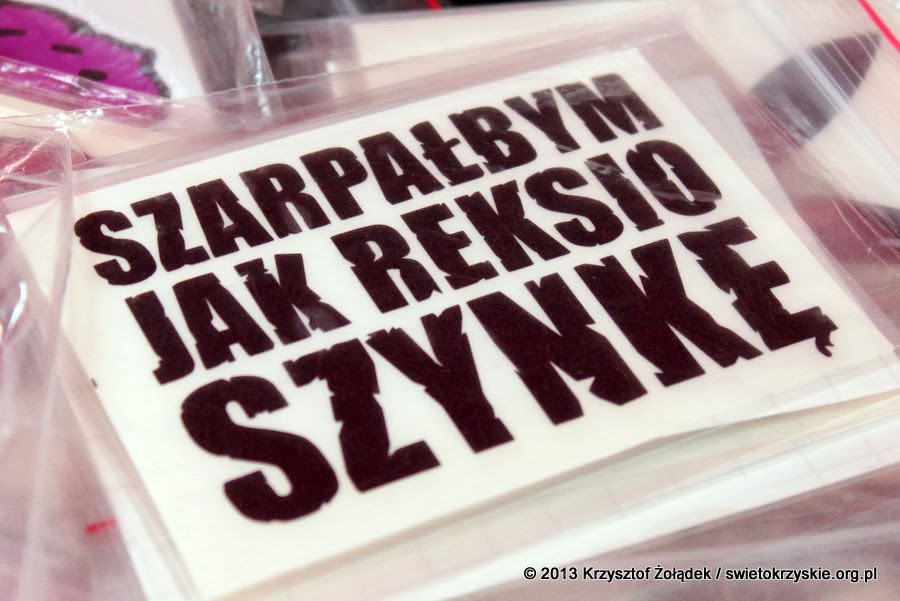 SZARPAŁBYM
JAK REKSIO
SZYNKĘ
© 2013 Krzysztof Żołądek / swietokrzyskie.org.pl